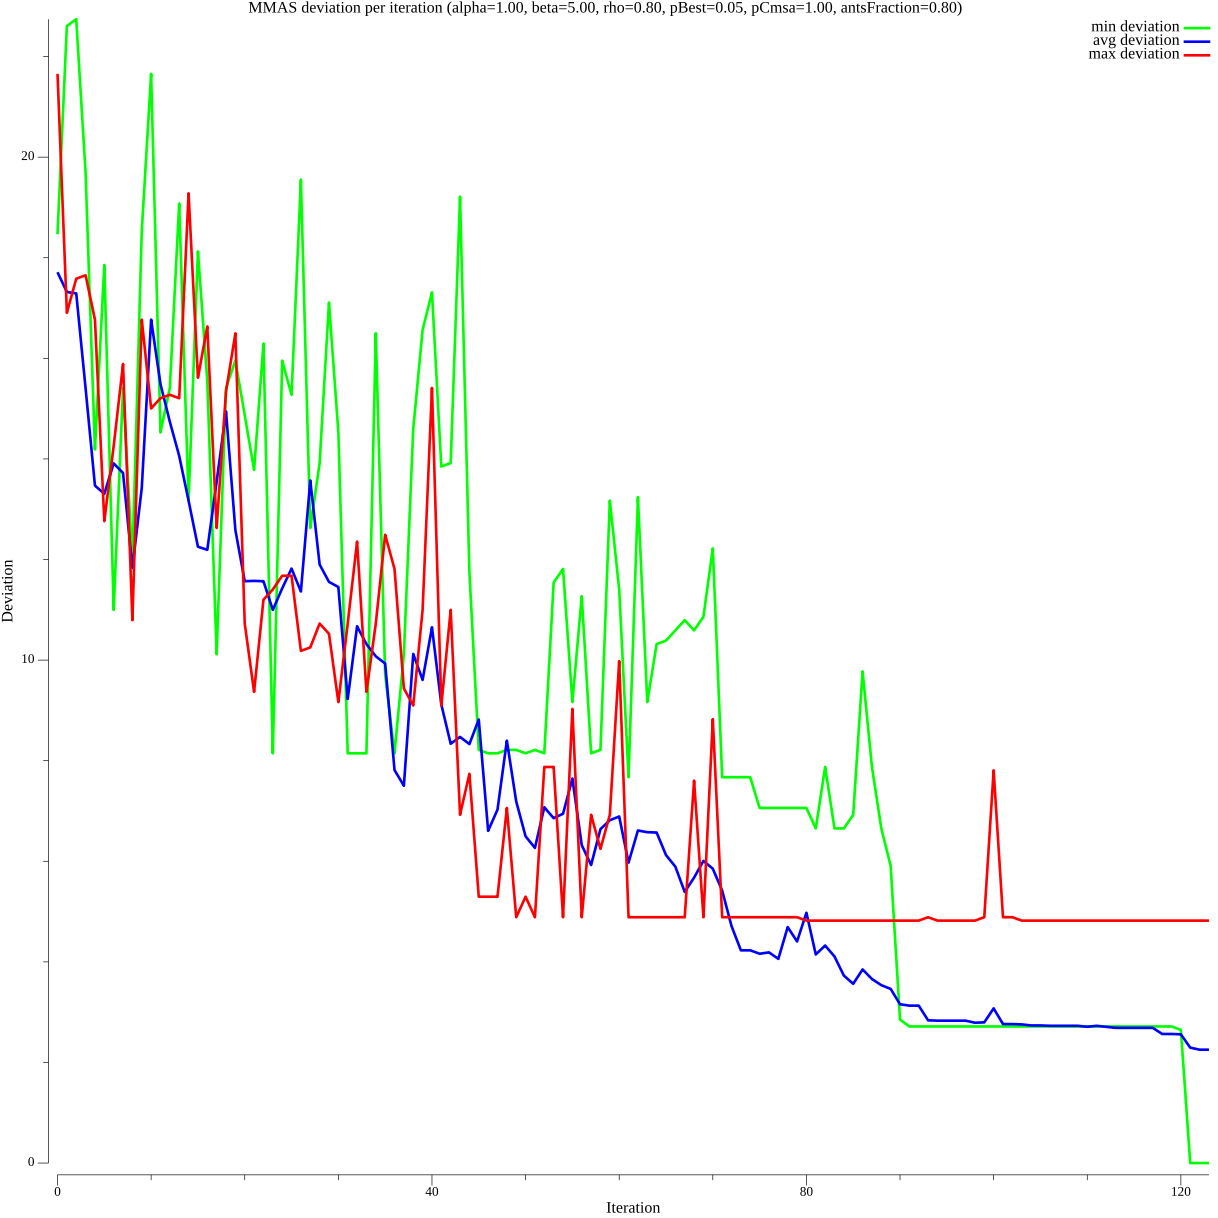 MMAS deviation per iteration (alpha=1.00, beta=5.00, rho=0.80, pBest=0.05, pCmsa=1.00, antsFraction=0.80)
min deviation
avg deviation
max deviation
20
10
0
Deviation
0
40
80
120
Iteration